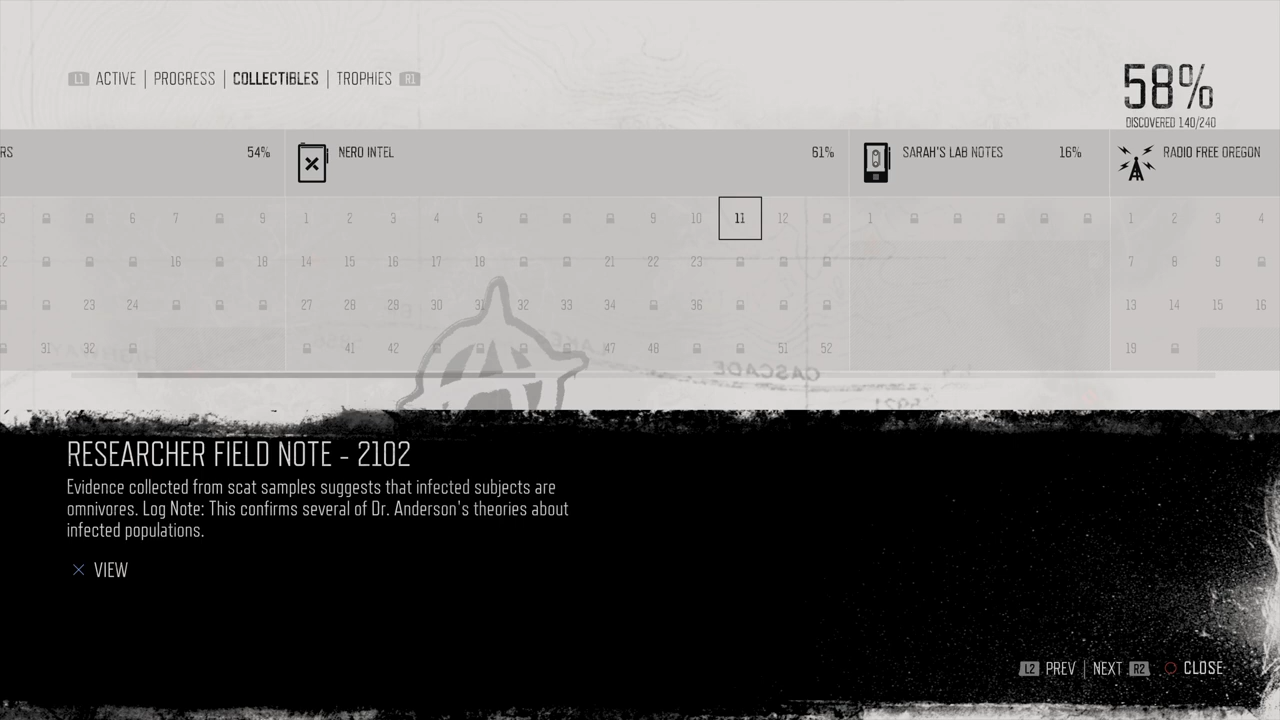 L1 ACTIVE | PROGRESS | COLLECTIBLES | TROPHIES R1
58%
DISCOVERED 140/240
RS 54% NERO INTEL 61% SARAH'S LAB NOTES 16% RADIO FREE OREGON
3 6 7 9 1 2 3 4 5 9 10 11 12 1 1 2 3 4
12 16 18 14 15 16 17 18 21 22 23 7 8 9
23 24 27 28 29 30 31 32 33 34 36 13 14 15 16
31 32 41 42 47 48 51 52 19
CASCADE
RESEARCHER FIELD NOTE - 2102
Evidence collected from scat samples suggests that infected subjects are
omnivores. Log Note: This confirms several of Dr. Anderson's theories about
infected populations.
VIEW
L2 PREV | NEXT R2 CLOSE